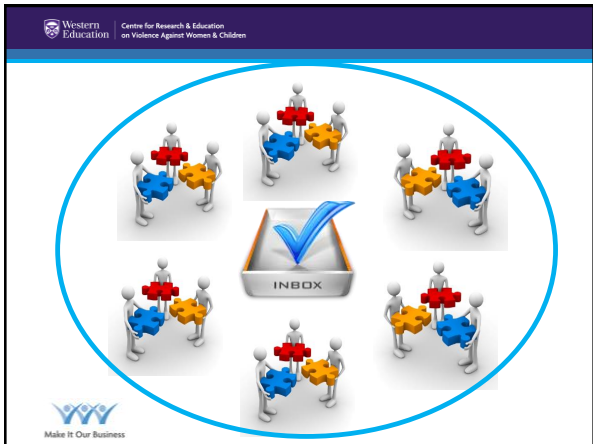 Western
Education
Centre for Research & Education
on Violence Against Women & Children
INBOX
Make It Our Business